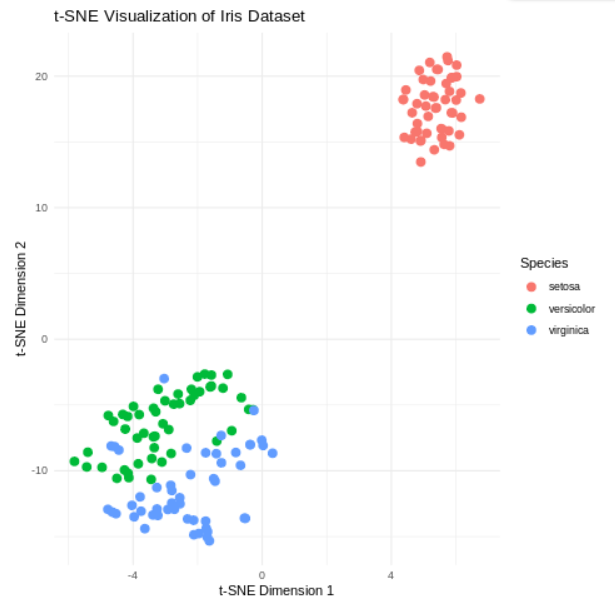 t-SNE Visualization of Iris Dataset
20
10
0
-10
-4
0
4
t-SNE Dimension 1
t-SNE Dimension 2
Species
setosa
versicolor
virginica